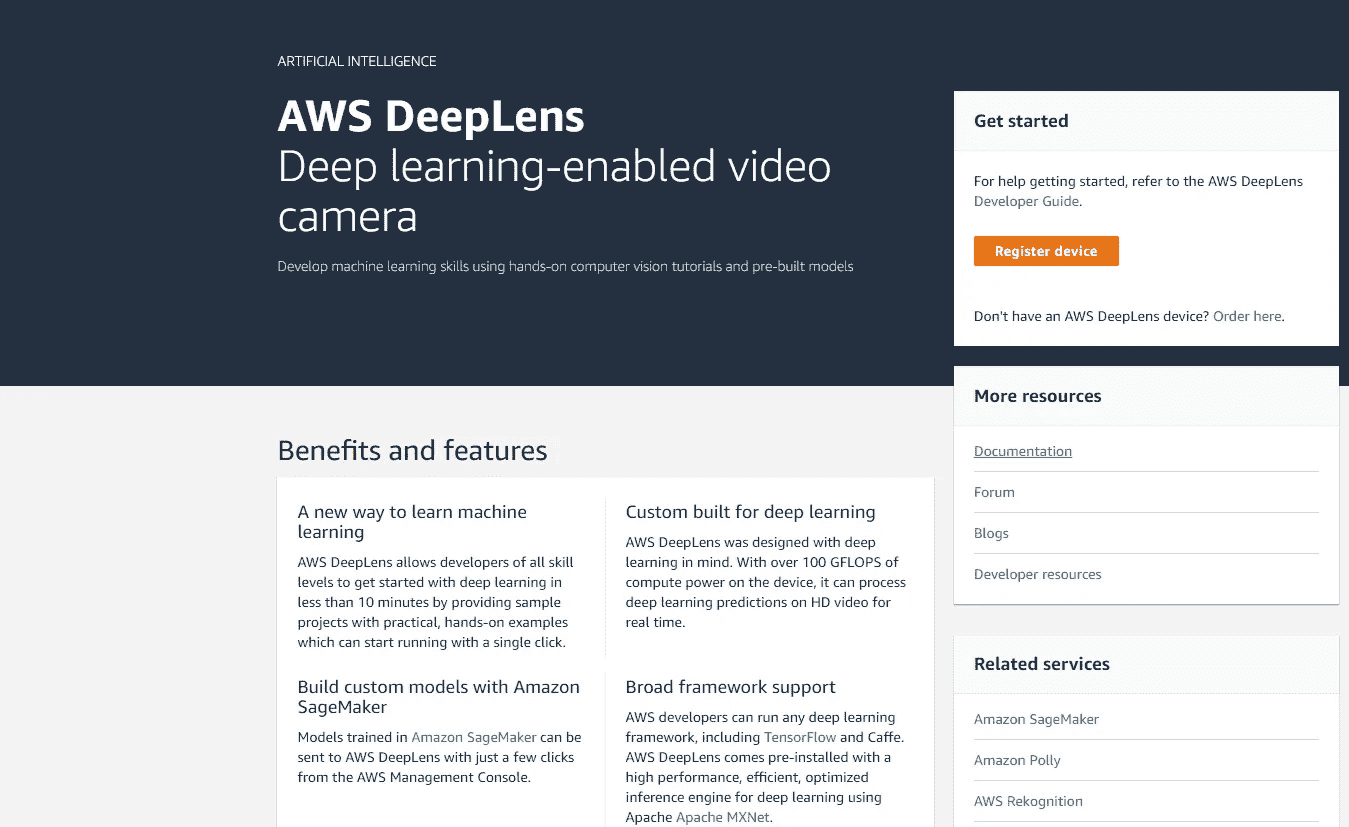 ARTIFICIAL INTELLIGENCE
AWS DeepLens
Deep learning-enabled video
camera
Develop machine learning skills using hands-on computer vision tutorials and pre-built models
Get started
For help getting started, refer to the AWS DeepLens
Developer Guide.
Register device
Don't have an AWS DeepLens device? Order here.
More resources
Documentation
Forum
Blogs
Developer resources
Related services
Amazon SageMaker
Amazon Polly
AWS Rekognition
Benefits and features
A new way to learn machine
learning
AWS DeepLens allows developers of all skill
levels to get started with deep learning in
less than 10 minutes by providing sample
projects with practical, hands-on examples
which can start running with a single click.
Custom built for deep learning
AWS DeepLens was designed with deep
learning in mind. With over 100 GFLOPS of
compute power on the device, it can process
deep learning predictions on HD video for
real time.
Build custom models with Amazon
SageMaker
Models trained in Amazon SageMaker can be
sent to AWS DeepLens with just a few clicks
from the AWS Management Console.
Broad framework support
AWS developers can run any deep learning
framework, including TensorFlow and Caffe.
AWS DeepLens comes pre-installed with a
high performance, efficient, optimized
inference engine for deep learning using
Apache Apache MXNet.